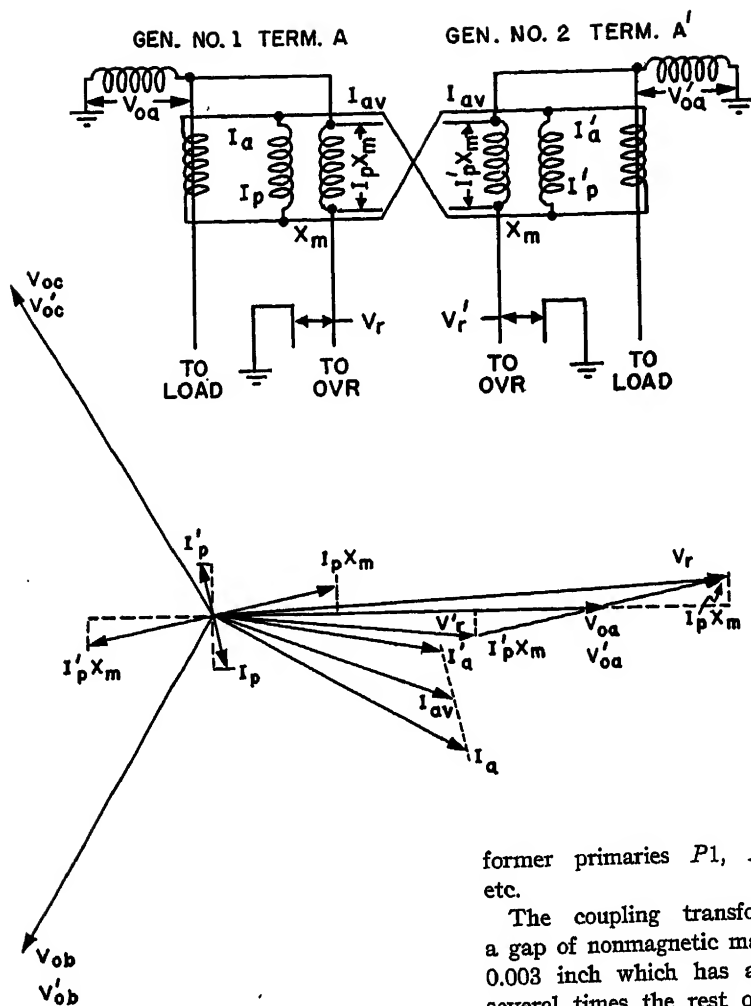 GEN. NO. 1 TERM. A GEN. NO. 2 TERM. A'
Voa Iav Iav V'oa
Ia IpXm I'pXm I'a
Ip I'p
Xm Xm
Vr Vr'
TO LOAD TO OVR TO OVR TO LOAD
Voc
V'oc
I'p IpXm Vr
V'r Voa IpXm
I'pXm Ip I'a I'pXm V'oa
Iav
Ia
Vob
V'ob
former primaries P1,
etc.
The coupling transfo
a gap of nonmagnetic ma
0.003 inch which has a
several times the rest o